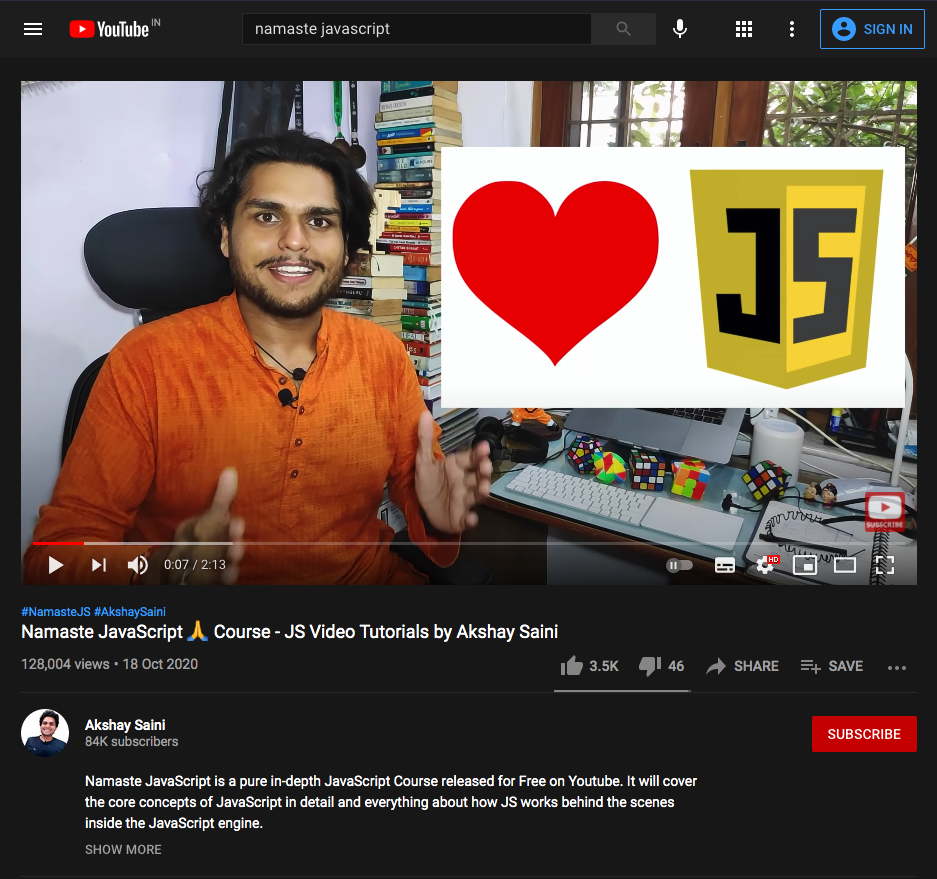 YouTube IN
namaste javascript
SIGN IN
JS
SUBSCRIBE
0:07 / 2:13
HD
#NamasteJS #AkshaySaini
Namaste JavaScript 🙏 Course - JS Video Tutorials by Akshay Saini
128,004 views • 18 Oct 2020
3.5K 46 SHARE SAVE
Akshay Saini
84K subscribers
SUBSCRIBE
Namaste JavaScript is a pure in-depth JavaScript Course released for Free on Youtube. It will cover
the core concepts of JavaScript in detail and everything about how JS works behind the scenes
inside the JavaScript engine.
SHOW MORE